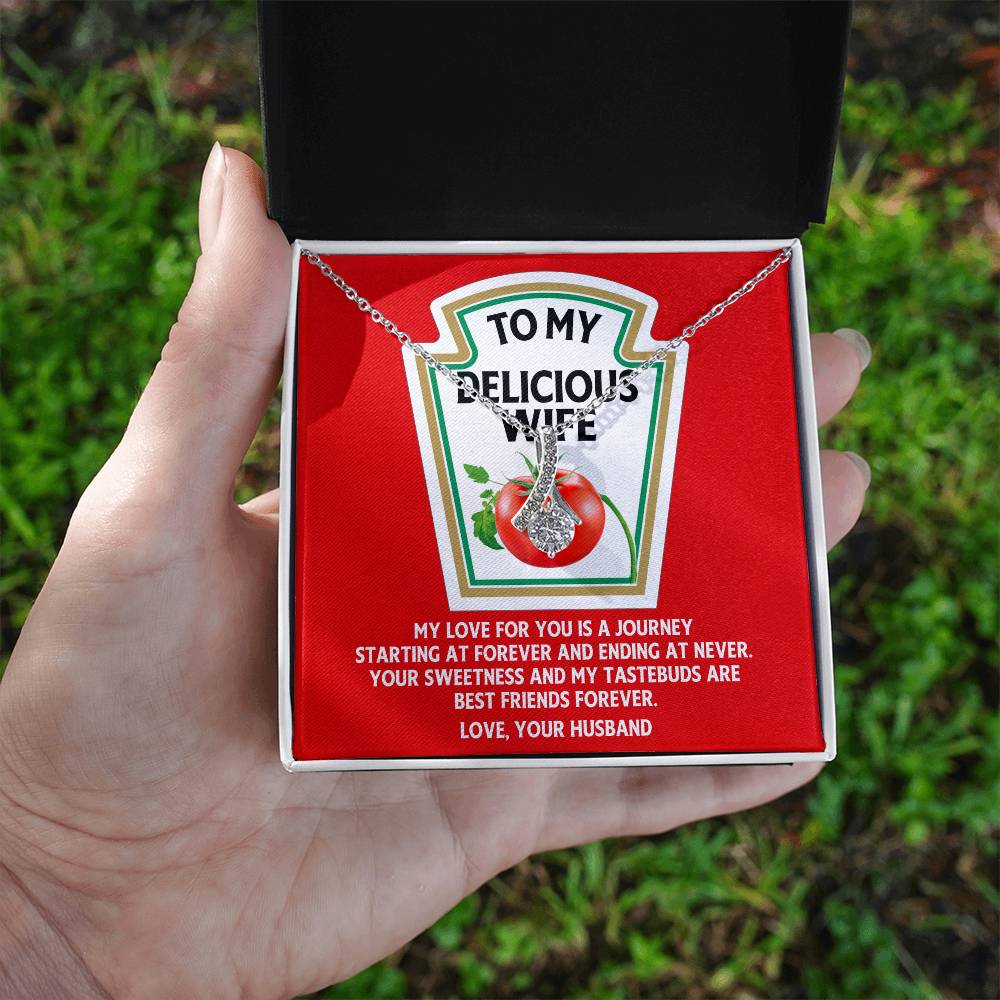 TO MY
DELICIOUS
WIFE
MY LOVE FOR YOU IS A JOURNEY
STARTING AT FOREVER AND ENDING AT NEVER.
YOUR SWEETNESS AND MY TASTEBUDS ARE
BEST FRIENDS FOREVER.
LOVE, YOUR HUSBAND